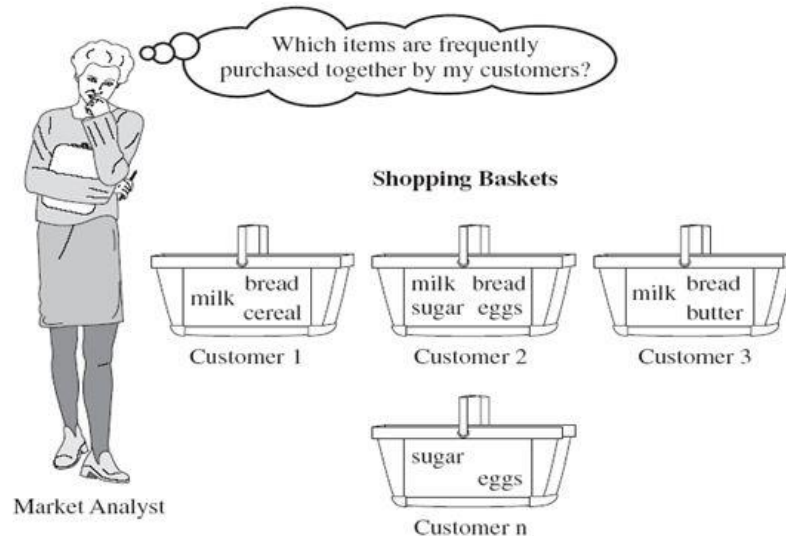 Which items are frequently
purchased together by my customers?
Shopping Baskets
milk bread
cereal
Customer 1
milk bread
sugar eggs
Customer 2
milk bread
butter
Customer 3
sugar
eggs
Customer n
Market Analyst